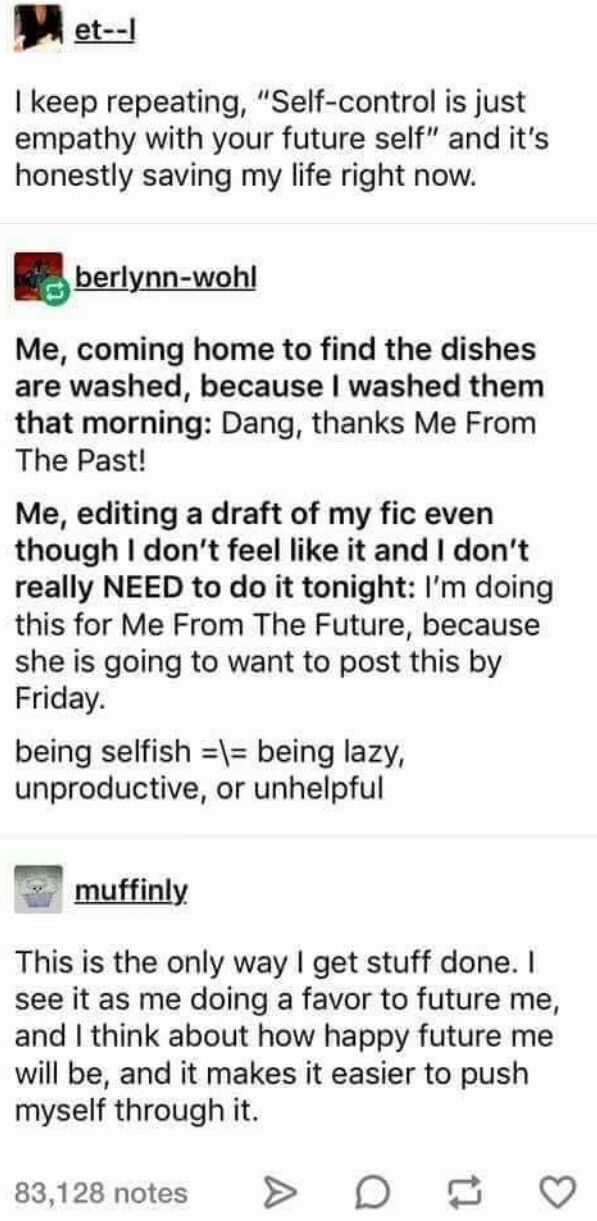 et--l
I keep repeating, "Self-control is just
empathy with your future self" and it's
honestly saving my life right now.
berlynn-wohl
Me, coming home to find the dishes
are washed, because I washed them
that morning: Dang, thanks Me From
The Past!
Me, editing a draft of my fic even
though I don't feel like it and I don't
really NEED to do it tonight: I'm doing
this for Me From The Future, because
she is going to want to post this by
Friday.
being selfish =\= being lazy,
unproductive, or unhelpful
muffinly
This is the only way I get stuff done. I
see it as me doing a favor to future me,
and I think about how happy future me
will be, and it makes it easier to push
myself through it.
83,128 notes